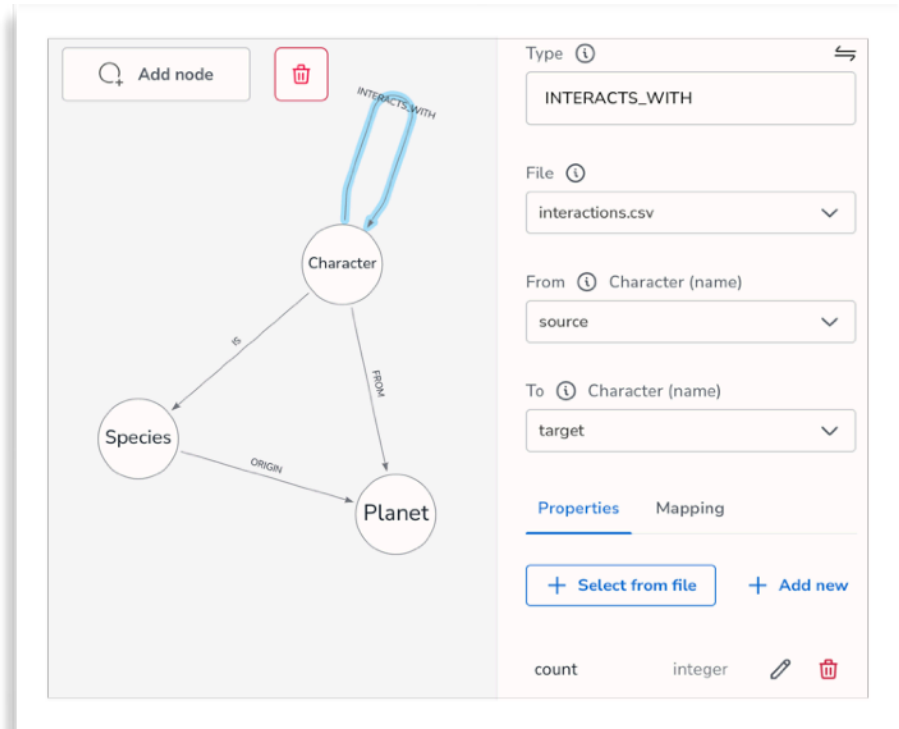 Add node
INTERACTS_WITH
Character
IS
FROM
Species
ORIGIN
Planet
Type
INTERACTS_WITH
File
interactions.csv
From Character (name)
source
To Character (name)
target
Properties Mapping
+ Select from file + Add new
count integer